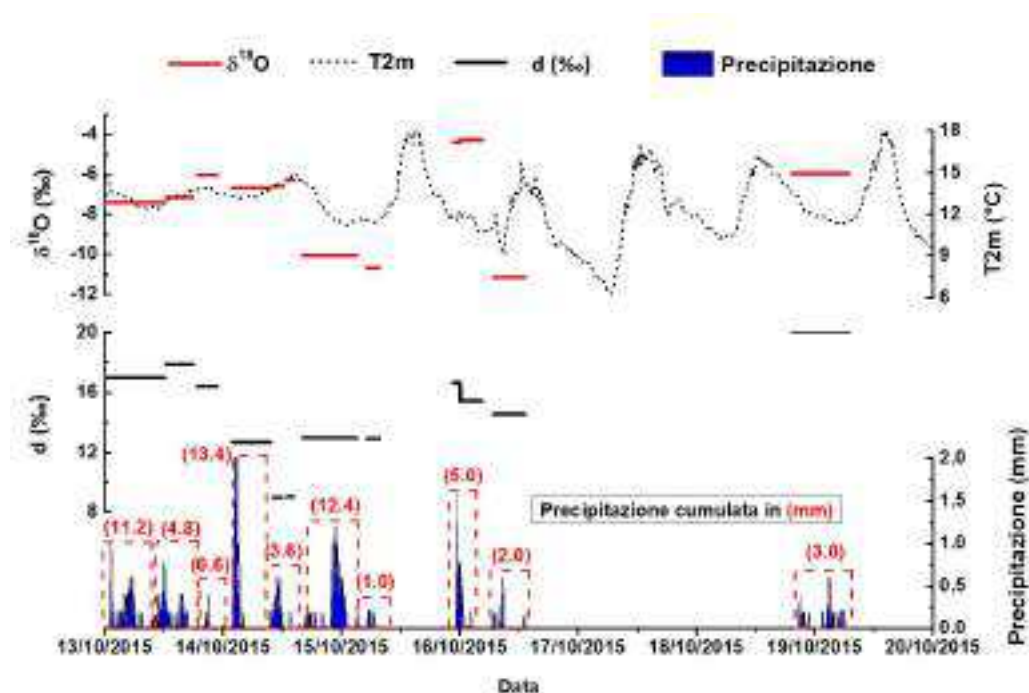 δ¹⁸O T2m d (‰) Precipitazione
δ¹⁸O (‰)
-4
-6
-8
-10
-12
T2m (°C)
18
15
12
9
6
d (‰)
20
16
12
8
Precipitazione (mm)
2.0
1.5
1.0
0.5
0.0
(11.2) (4.8) (0.6) (13.4) (3.6) (12.4) (1.0) (5.0) (2.0) (3.0)
Precipitazione cumulata in (mm)
13/10/2015 14/10/2015 15/10/2015 16/10/2015 17/10/2015 18/10/2015 19/10/2015 20/10/2015
Data